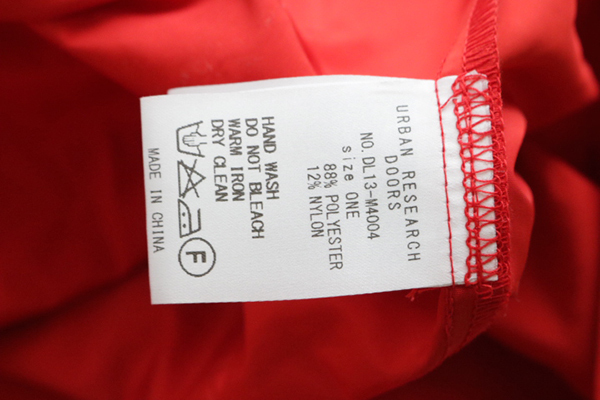 URBAN RESEARCH
DOORS
NO.DL13-M4004
size ONE
88% POLYESTER
12% NYLON
HAND WASH
DO NOT BLEACH
WARM IRON
DRY CLEAN
F
MADE IN CHINA